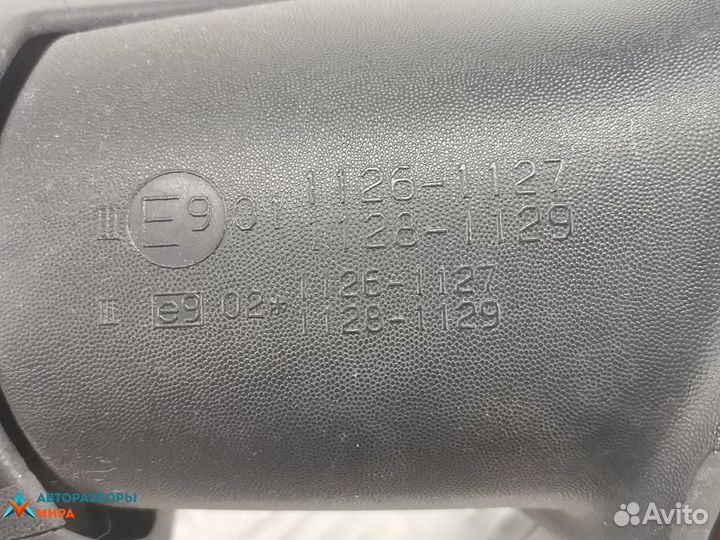 III E9 01 1126-1127
1128-1129
II e9 02* 1126-1127
1128-1129
АВТОРАЗБОРЫ
МИРА
Avito